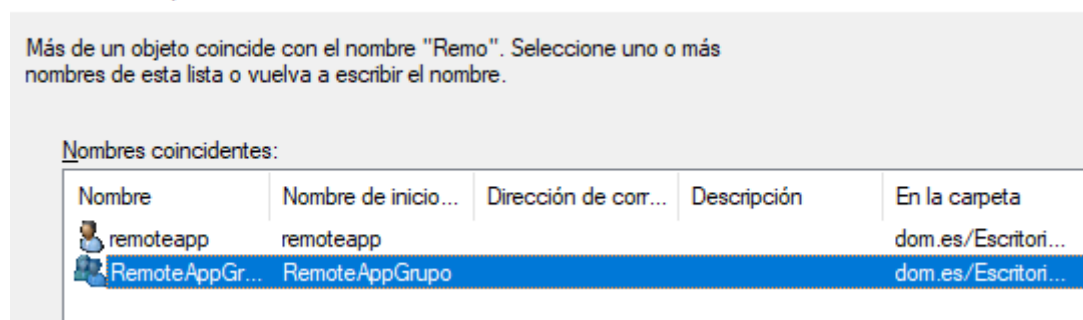 Más de un objeto coincide con el nombre "Remo". Seleccione uno o más
nombres de esta lista o vuelva a escribir el nombre.
Nombres coincidentes:
Nombre Nombre de inicio... Dirección de corr... Descripción En la carpeta
remoteapp remoteapp dom.es/Escritori...
RemoteAppGr... RemoteAppGrupo dom.es/Escritori...